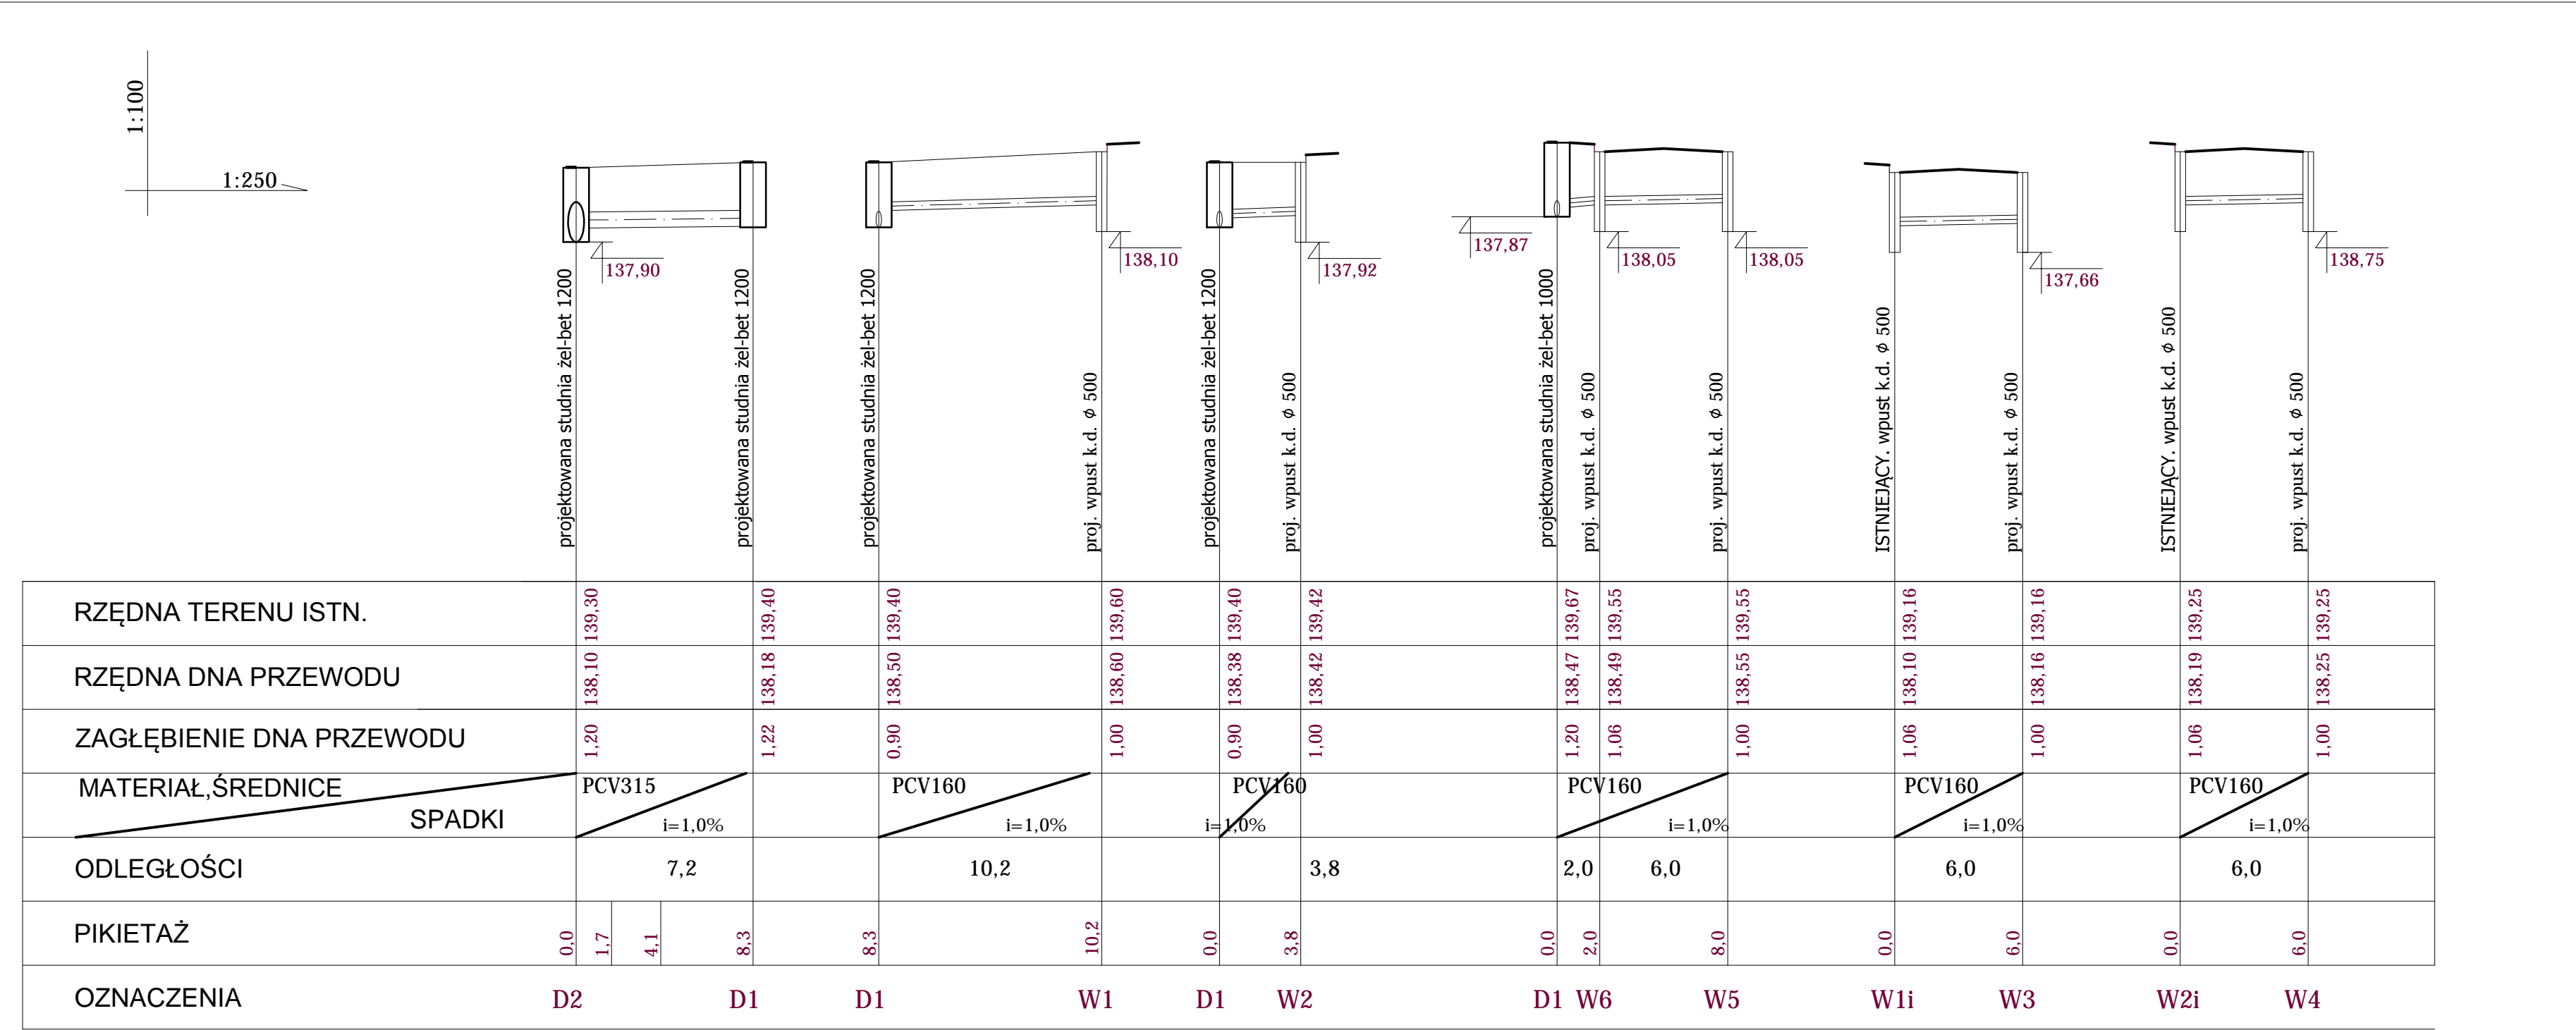 1:100
1:250
137,90
138,10
137,92
137,87
138,05
138,05
137,66
138,75
projektowana studnia żel-bet 1200
projektowana studnia żel-bet 1200
projektowana studnia żel-bet 1200
proj. wpust k.d. ϕ 500
projektowana studnia żel-bet 1200
proj. wpust k.d. ϕ 500
projektowana studnia żel-bet 1000
proj. wpust k.d. ϕ 500
proj. wpust k.d. ϕ 500
ISTNIEJĄCY. wpust k.d. ϕ 500
proj. wpust k.d. ϕ 500
ISTNIEJĄCY. wpust k.d. ϕ 500
proj. wpust k.d. ϕ 500
RZĘDNA TERENU ISTN. 139,30 139,40 139,40 139,60 139,40 139,42 139,67 139,55 139,55 139,16 139,16 139,25 139,25
RZĘDNA DNA PRZEWODU 138,10 138,18 138,50 138,60 138,38 138,42 138,47 138,49 138,55 138,10 138,16 138,19 138,25
ZAGŁĘBIENIE DNA PRZEWODU 1,20 1,22 0,90 1,00 0,90 1,00 1,20 1,06 1,00 1,06 1,00 1,06 1,00
MATERIAŁ,ŚREDNICE PCV315 PCV160 PCV160 PCV160 PCV160 PCV160
SPADKI i=1,0% i=1,0% i=1,0% i=1,0% i=1,0% i=1,0%
ODLEGŁOŚCI 7,2 10,2 3,8 2,0 6,0 6,0 6,0
PIKIETAŻ 0,0 1,7 4,1 8,3 8,3 10,2 0,0 3,8 0,0 2,0 8,0 0,0 6,0 0,0 6,0
OZNACZENIA D2 D1 D1 W1 D1 W2 D1 W6 W5 W1i W3 W2i W4